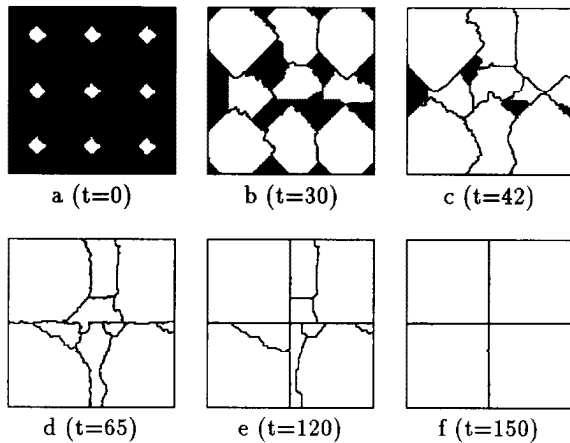 a (t=0)
b (t=30)
c (t=42)
d (t=65)
e (t=120)
f (t=150)